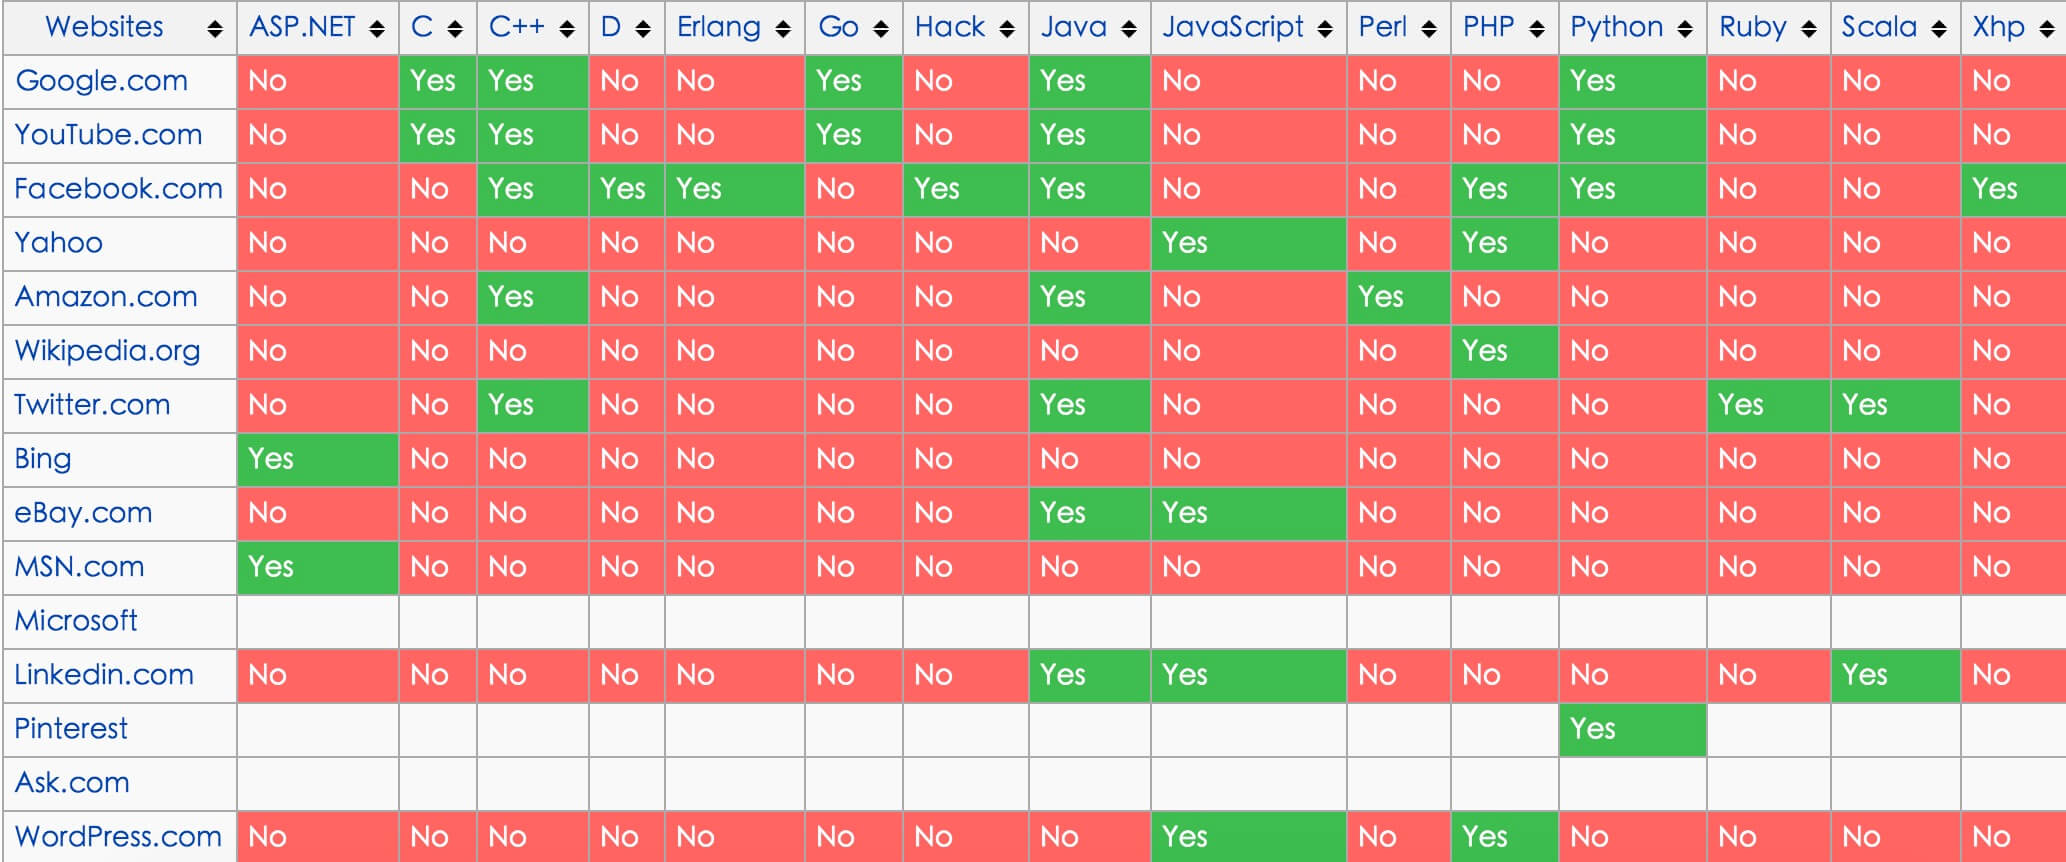 Websites ASP.NET C C++ D Erlang Go Hack Java JavaScript Perl PHP Python Ruby Scala Xhp
Google.com No Yes Yes No No Yes No Yes No No No Yes No No No
YouTube.com No Yes Yes No No Yes No Yes No No No Yes No No No
Facebook.com No No Yes Yes Yes No Yes Yes No No Yes Yes No No Yes
Yahoo No No No No No No No No Yes No Yes No No No No
Amazon.com No No Yes No No No No Yes No Yes No No No No No
Wikipedia.org No No No No No No No No No No Yes No No No No
Twitter.com No No Yes No No No No Yes No No No No Yes Yes No
Bing Yes No No No No No No No No No No No No No No
eBay.com No No No No No No No Yes Yes No No No No No No
MSN.com Yes No No No No No No No No No No No No No No
Microsoft
Linkedin.com No No No No No No No Yes Yes No No No No Yes No
Pinterest Yes
Ask.com
WordPress.com No No No No No No No No Yes No Yes No No No No